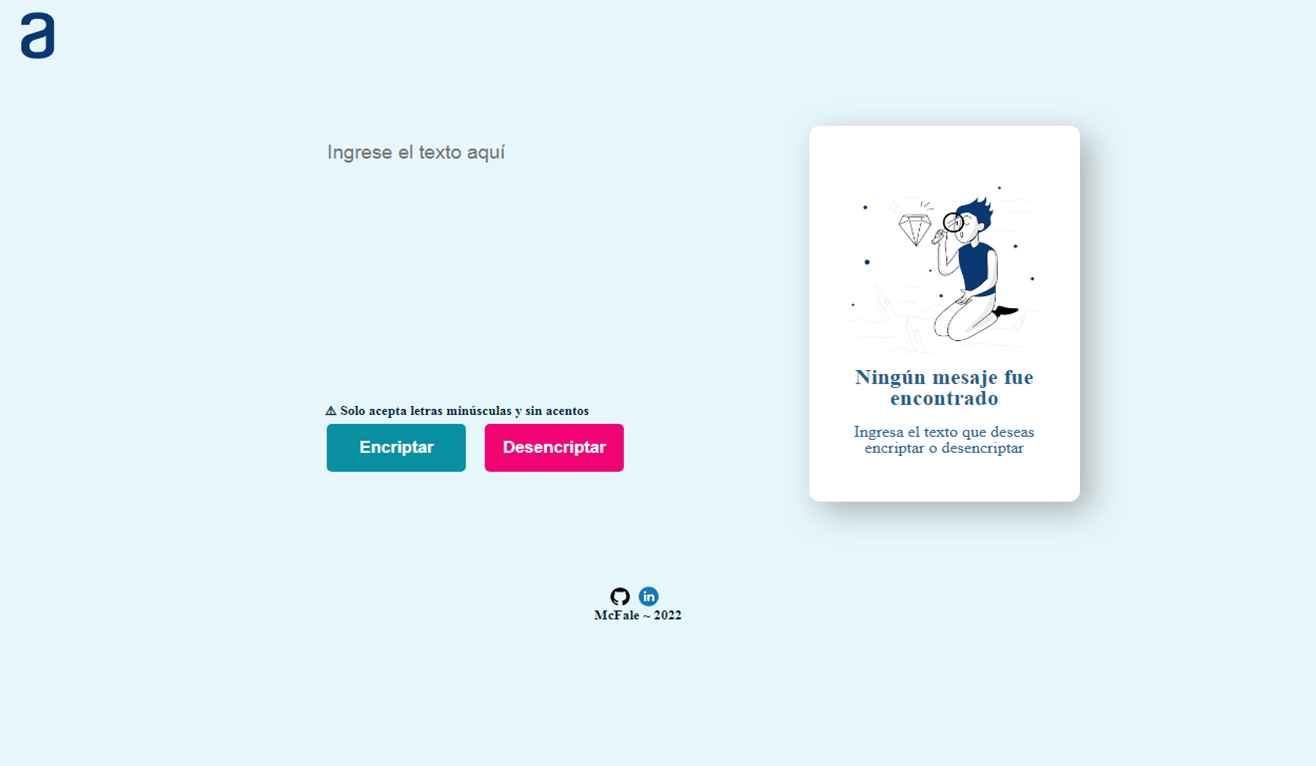 a
Ingrese el texto aquí
⚠ Solo acepta letras minúsculas y sin acentos
Encriptar
Desencriptar
Ningún mesaje fue
encontrado
Ingresa el texto que deseas
encriptar o desencriptar
in
McFale ~ 2022